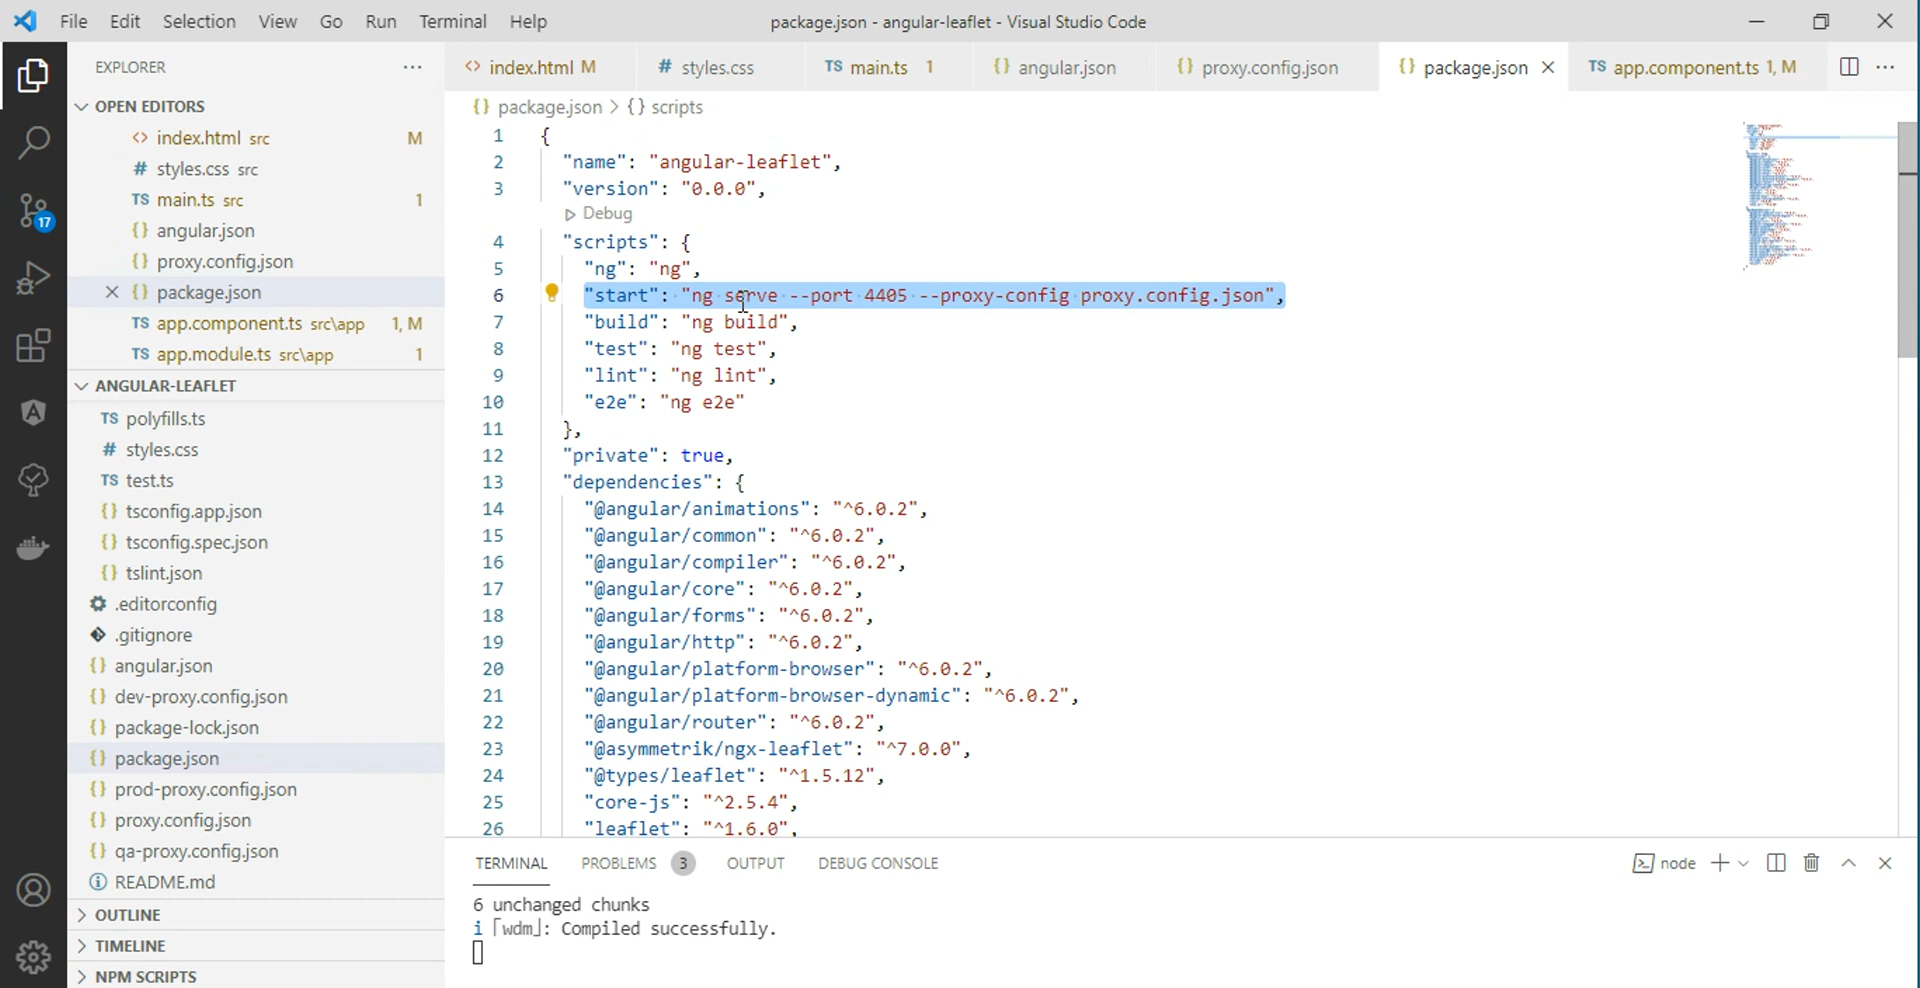 File Edit Selection View Go Run Terminal Help
package.json - angular-leaflet - Visual Studio Code
EXPLORER
OPEN EDITORS
index.html src M
styles.css src
main.ts src 1
angular.json
proxy.config.json
package.json
app.component.ts src\app 1, M
app.module.ts src\app 1
ANGULAR-LEAFLET
polyfills.ts
styles.css
test.ts
tsconfig.app.json
tsconfig.spec.json
tslint.json
.editorconfig
.gitignore
angular.json
dev-proxy.config.json
package-lock.json
package.json
prod-proxy.config.json
proxy.config.json
qa-proxy.config.json
README.md
OUTLINE
TIMELINE
NPM SCRIPTS
17
index.html M
styles.css
main.ts 1
angular.json
proxy.config.json
package.json
app.component.ts 1, M
package.json > {} scripts
1 {
2 "name": "angular-leaflet",
3 "version": "0.0.0",
Debug
4 "scripts": {
5 "ng": "ng",
6 "start": "ng serve --port 4405 --proxy-config proxy.config.json",
7 "build": "ng build",
8 "test": "ng test",
9 "lint": "ng lint",
10 "e2e": "ng e2e"
11 },
12 "private": true,
13 "dependencies": {
14 "@angular/animations": "^6.0.2",
15 "@angular/common": "^6.0.2",
16 "@angular/compiler": "^6.0.2",
17 "@angular/core": "^6.0.2",
18 "@angular/forms": "^6.0.2",
19 "@angular/http": "^6.0.2",
20 "@angular/platform-browser": "^6.0.2",
21 "@angular/platform-browser-dynamic": "^6.0.2",
22 "@angular/router": "^6.0.2",
23 "@asymmetrik/ngx-leaflet": "^7.0.0",
24 "@types/leaflet": "^1.5.12",
25 "core-js": "^2.5.4",
26 "leaflet": "^1.6.0",
TERMINAL PROBLEMS 3 OUTPUT DEBUG CONSOLE
node
6 unchanged chunks
i ｢wdm｣: Compiled successfully.